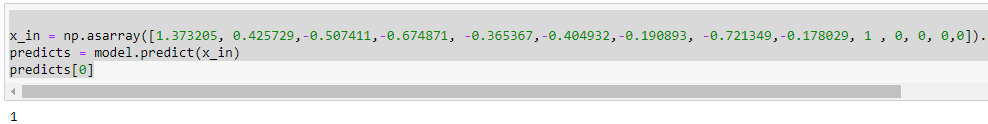 x_in = np.asarray([1.373205, 0.425729,-0.507411,-0.674871, -0.365367,-0.404932,-0.190893, -0.721349,-0.178029, 1 , 0, 0, 0,0]).
predicts = model.predict(x_in)
predicts[0]
1